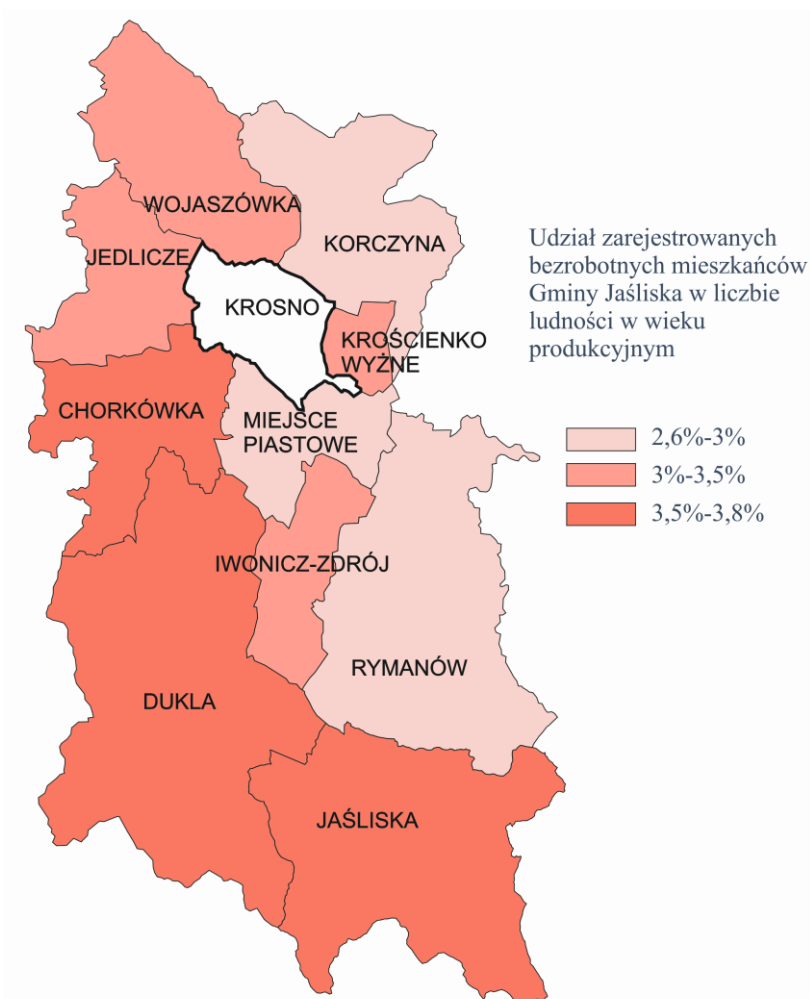 WOJASZÓWKA
KORCZYNA
JEDLICZE
KROSNO
KROŚCIENKO
WYŻNE
CHORKÓWKA
MIEJSCE
PIASTOWE
IWONICZ-ZDRÓJ
RYMANÓW
DUKLA
JAŚLISKA
Udział zarejestrowanych
bezrobotnych mieszkańców
Gminy Jaśliska w liczbie
ludności w wieku
produkcyjnym
2,6%-3%
3%-3,5%
3,5%-3,8%